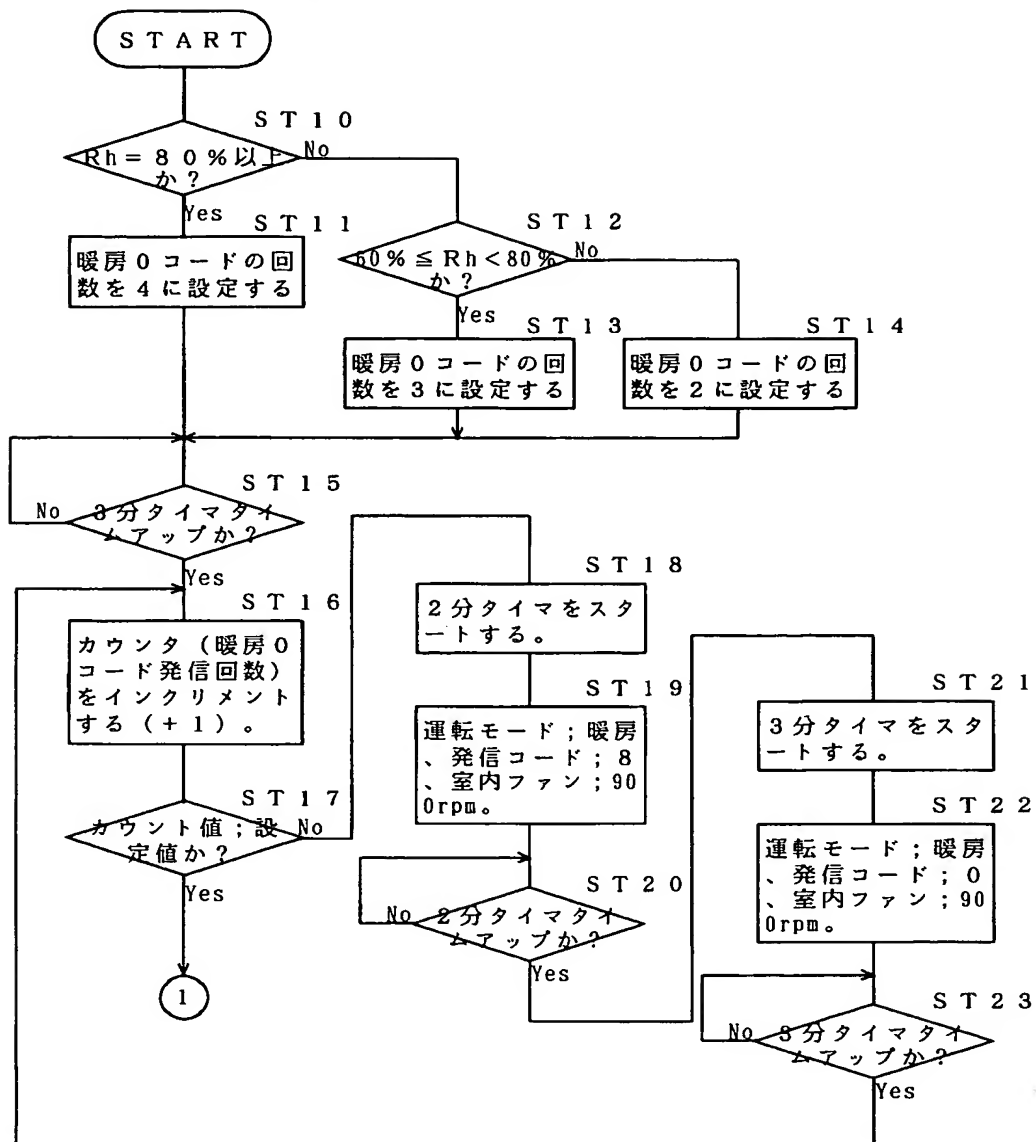 START
ST10
Rh=80%以上
か？
No
Yes
ST11
暖房0コードの回
数を4に設定する
ST12
60%≦Rh<80%
か？
No
Yes
ST13
暖房0コードの回
数を3に設定する
ST14
暖房0コードの回
数を2に設定する
ST15
3分タイマタイ
ムアップか？
No
Yes
ST16
カウンタ（暖房0
コード発信回数）
をインクリメント
する（+1）。
ST17
カウント値；設
定値か？
No
Yes
1
ST18
2分タイマをスタ
ートする。
ST19
運転モード；暖房
、発信コード；8
、室内ファン；90
0rpm。
ST20
2分タイマタイ
ムアップか？
No
Yes
ST21
3分タイマをスタ
ートする。
ST22
運転モード；暖房
、発信コード；0
、室内ファン；90
0rpm。
ST23
3分タイマタイ
ムアップか？
No
Yes